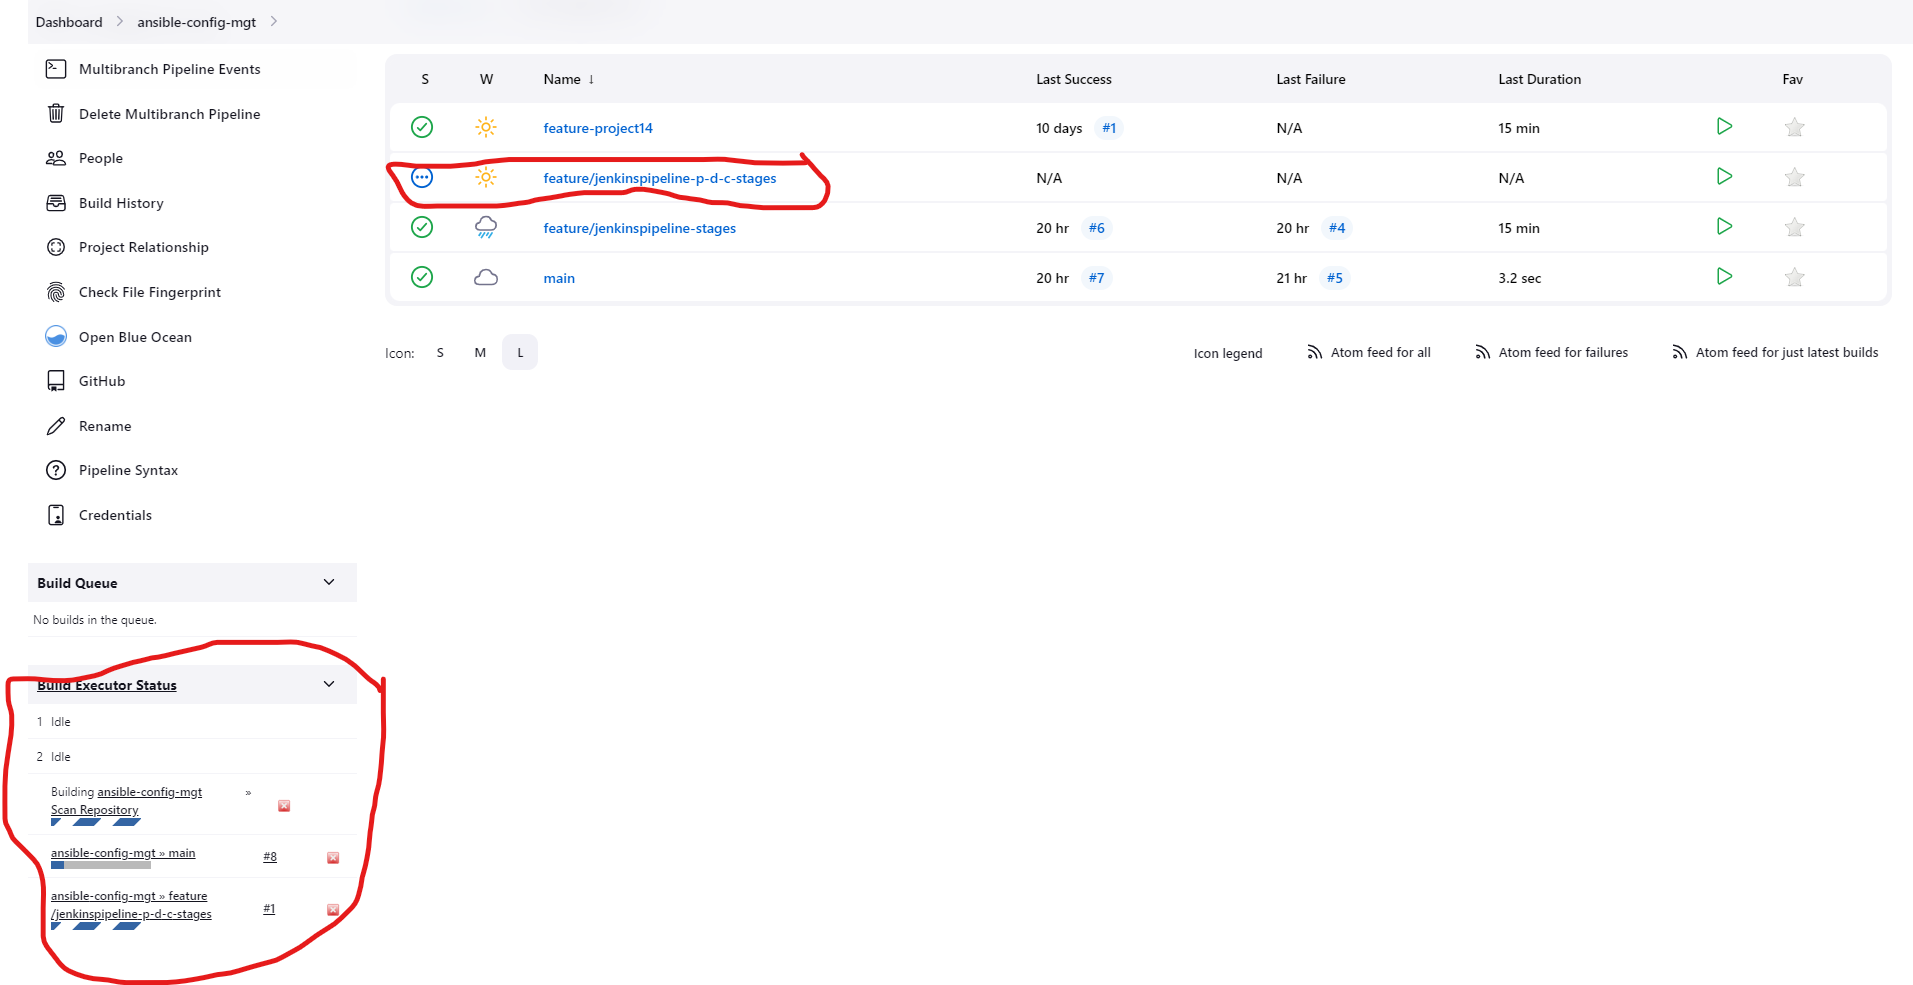 Dashboard > ansible-config-mgt >
Multibranch Pipeline Events
Delete Multibranch Pipeline
People
Build History
Project Relationship
Check File Fingerprint
Open Blue Ocean
GitHub
Rename
Pipeline Syntax
Credentials
Build Queue
No builds in the queue.
Build Executor Status
1 Idle
2 Idle
Building ansible-config-mgt »
Scan Repository
ansible-config-mgt » main #8
ansible-config-mgt » feature
/jenkinspipeline-p-d-c-stages #1
S W Name ↓ Last Success Last Failure Last Duration Fav
feature-project14 10 days #1 N/A 15 min
feature/jenkinspipeline-p-d-c-stages N/A N/A N/A
feature/jenkinspipeline-stages 20 hr #6 20 hr #4 15 min
main 20 hr #7 21 hr #5 3.2 sec
Icon: S M L Icon legend Atom feed for all Atom feed for failures Atom feed for just latest builds